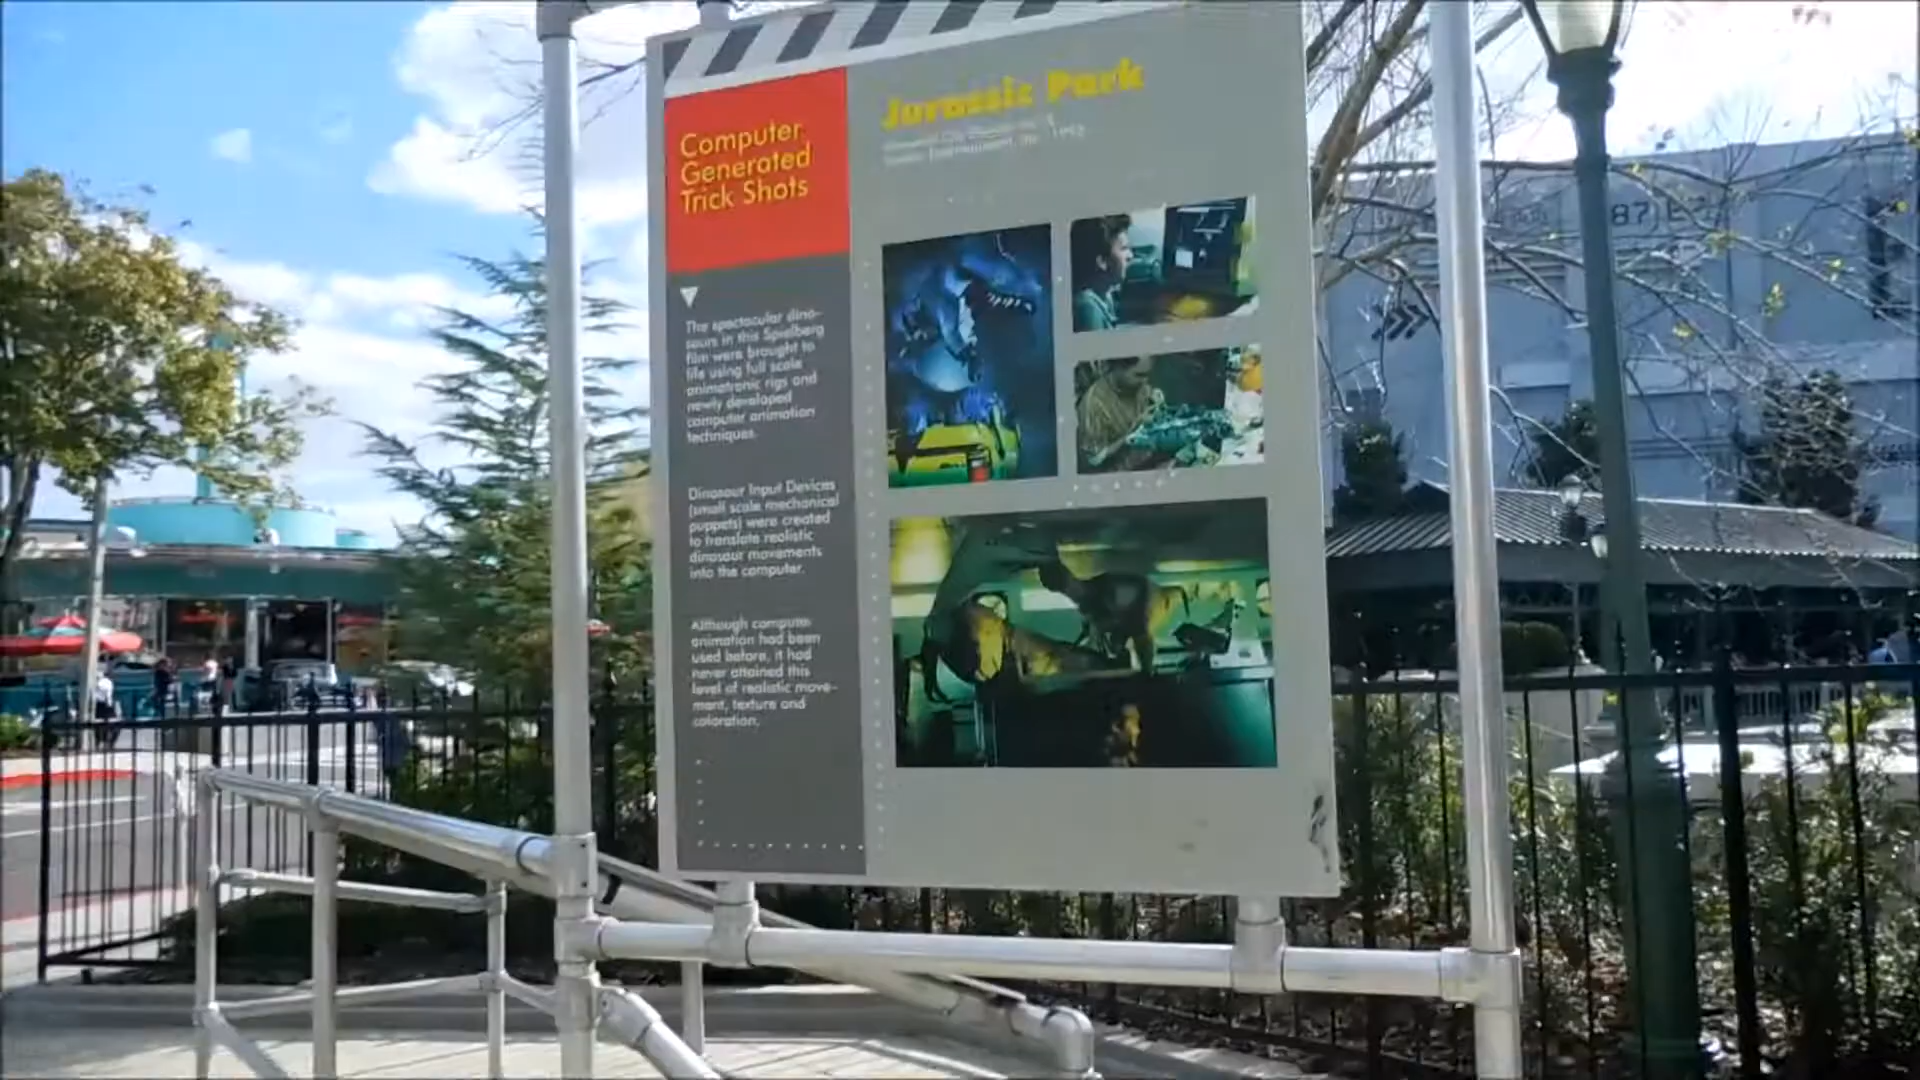 Computer
Generated
Trick Shots
The spectacular dino-
saurs in this Spielberg
film were brought to
life using full scale
animatronic rigs and
newly developed
computer animation
techniques.
Dinosaur Input Devices
(small scale mechanical
puppets) were created
to translate realistic
dinosaur movements
into the computer.
Although computer
animation had been
used before, it had
never attained this
level of realistic move-
ment, texture and
coloration.
Jurassic Park
87